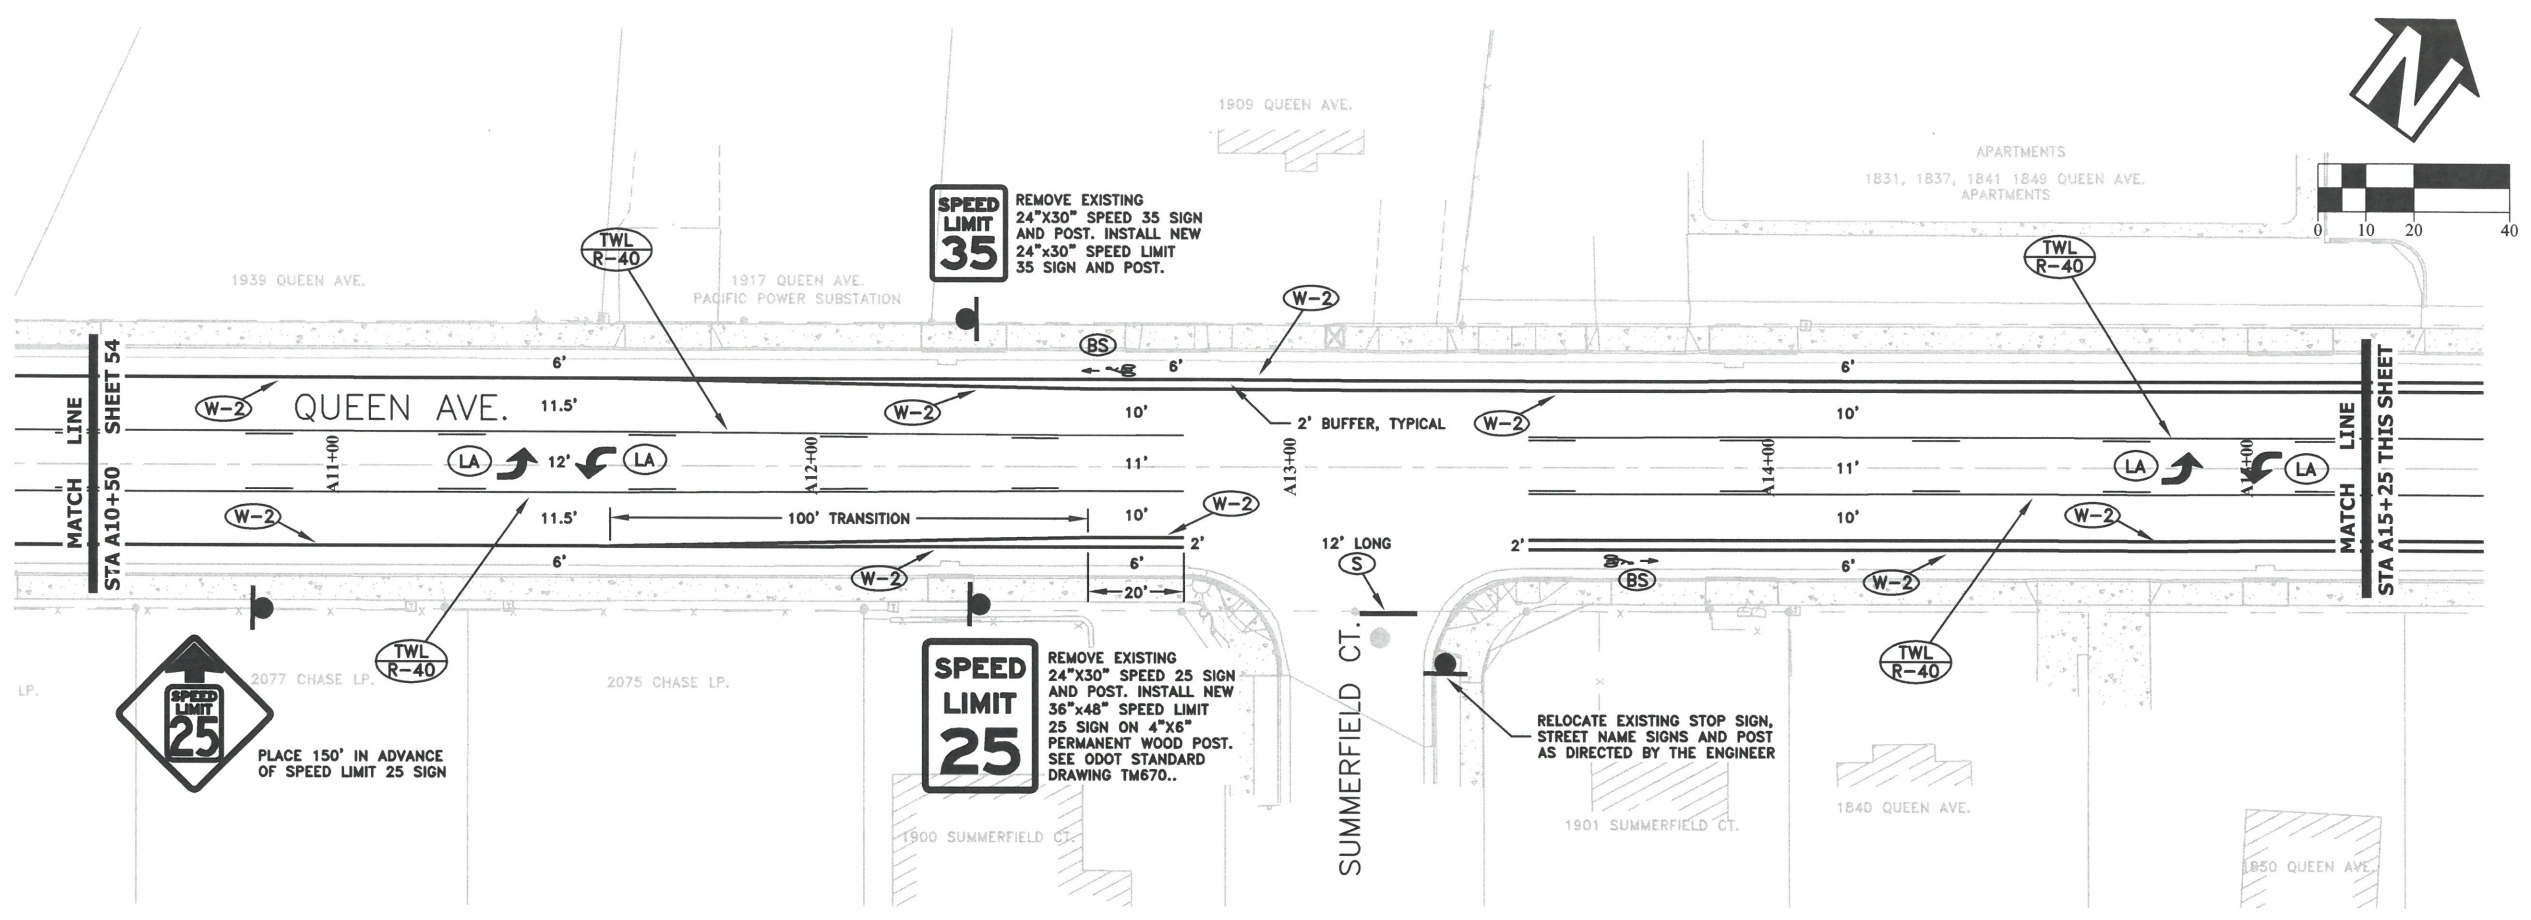 N
0 10 20 40
1909 QUEEN AVE.
APARTMENTS
1831, 1837, 1841 1849 QUEEN AVE.
APARTMENTS
SPEED
LIMIT
35
REMOVE EXISTING
24"X30" SPEED 35 SIGN
AND POST. INSTALL NEW
24"x30" SPEED LIMIT
35 SIGN AND POST.
TWL
R-40
TWL
R-40
1939 QUEEN AVE.
1917 QUEEN AVE.
PACIFIC POWER SUBSTATION
W-2
BS
MATCH LINE
STA A10+50 SHEET 54
6'
6'
6'
W-2
QUEEN AVE.
11.5'
W-2
10'
2' BUFFER, TYPICAL
W-2
10'
A11+00
LA
12'
LA
A12+00
11'
A13+00
A14+00
11'
LA
LA
MATCH LINE
STA A15+25 THIS SHEET
W-2
11.5'
100' TRANSITION
10'
W-2
10'
W-2
6'
W-2
2'
6'
20'
12' LONG
S
2'
BS
6'
W-2
TWL
R-40
TWL
R-40
LP.
2077 CHASE LP.
2075 CHASE LP.
SPEED
LIMIT
25
PLACE 150' IN ADVANCE
OF SPEED LIMIT 25 SIGN
SPEED
LIMIT
25
REMOVE EXISTING
24"X30" SPEED 25 SIGN
AND POST. INSTALL NEW
36"x48" SPEED LIMIT
25 SIGN ON 4"X6"
PERMANENT WOOD POST.
SEE ODOT STANDARD
DRAWING TM670..
SUMMERFIELD CT.
RELOCATE EXISTING STOP SIGN,
STREET NAME SIGNS AND POST
AS DIRECTED BY THE ENGINEER
1900 SUMMERFIELD CT.
1901 SUMMERFIELD CT.
1840 QUEEN AVE.
1850 QUEEN AVE.